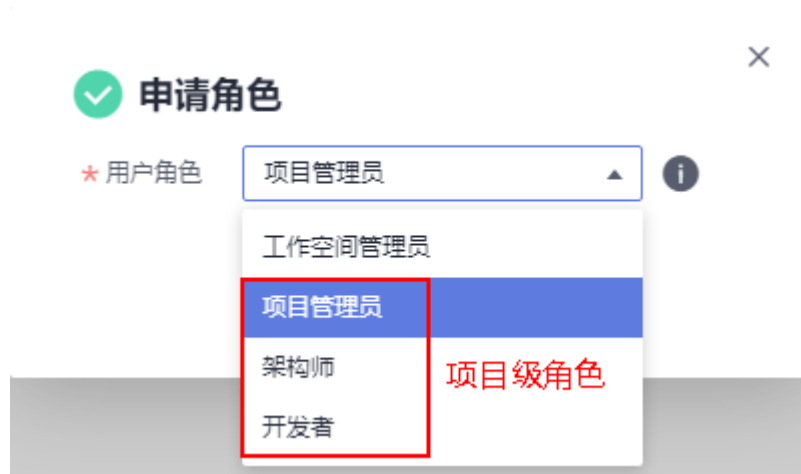 申请角色
* 用户角色 项目管理员
工作空间管理员
项目管理员
架构师
项目级角色
开发者